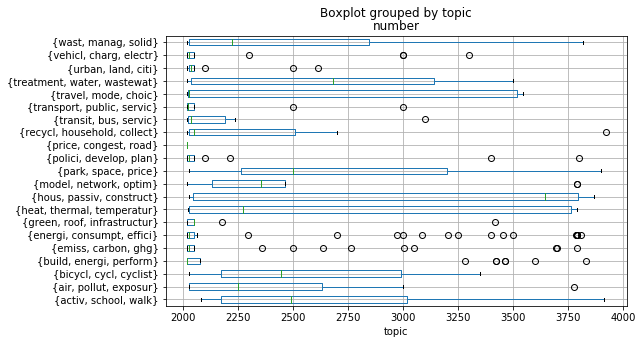 Boxplot grouped by topic
number
{wast, manag, solid}
{vehicl, charg, electr}
{urban, land, citi}
{treatment, water, wastewat}
{travel, mode, choic}
{transport, public, servic}
{transit, bus, servic}
{recycl, household, collect}
{price, congest, road}
{polici, develop, plan}
{park, space, price}
{model, network, optim}
{hous, passiv, construct}
{heat, thermal, temperatur}
{green, roof, infrastructur}
{energi, consumpt, effici}
{emiss, carbon, ghg}
{build, energi, perform}
{bicycl, cycl, cyclist}
{air, pollut, exposur}
{activ, school, walk}
2000 2250 2500 2750 3000 3250 3500 3750 4000
topic